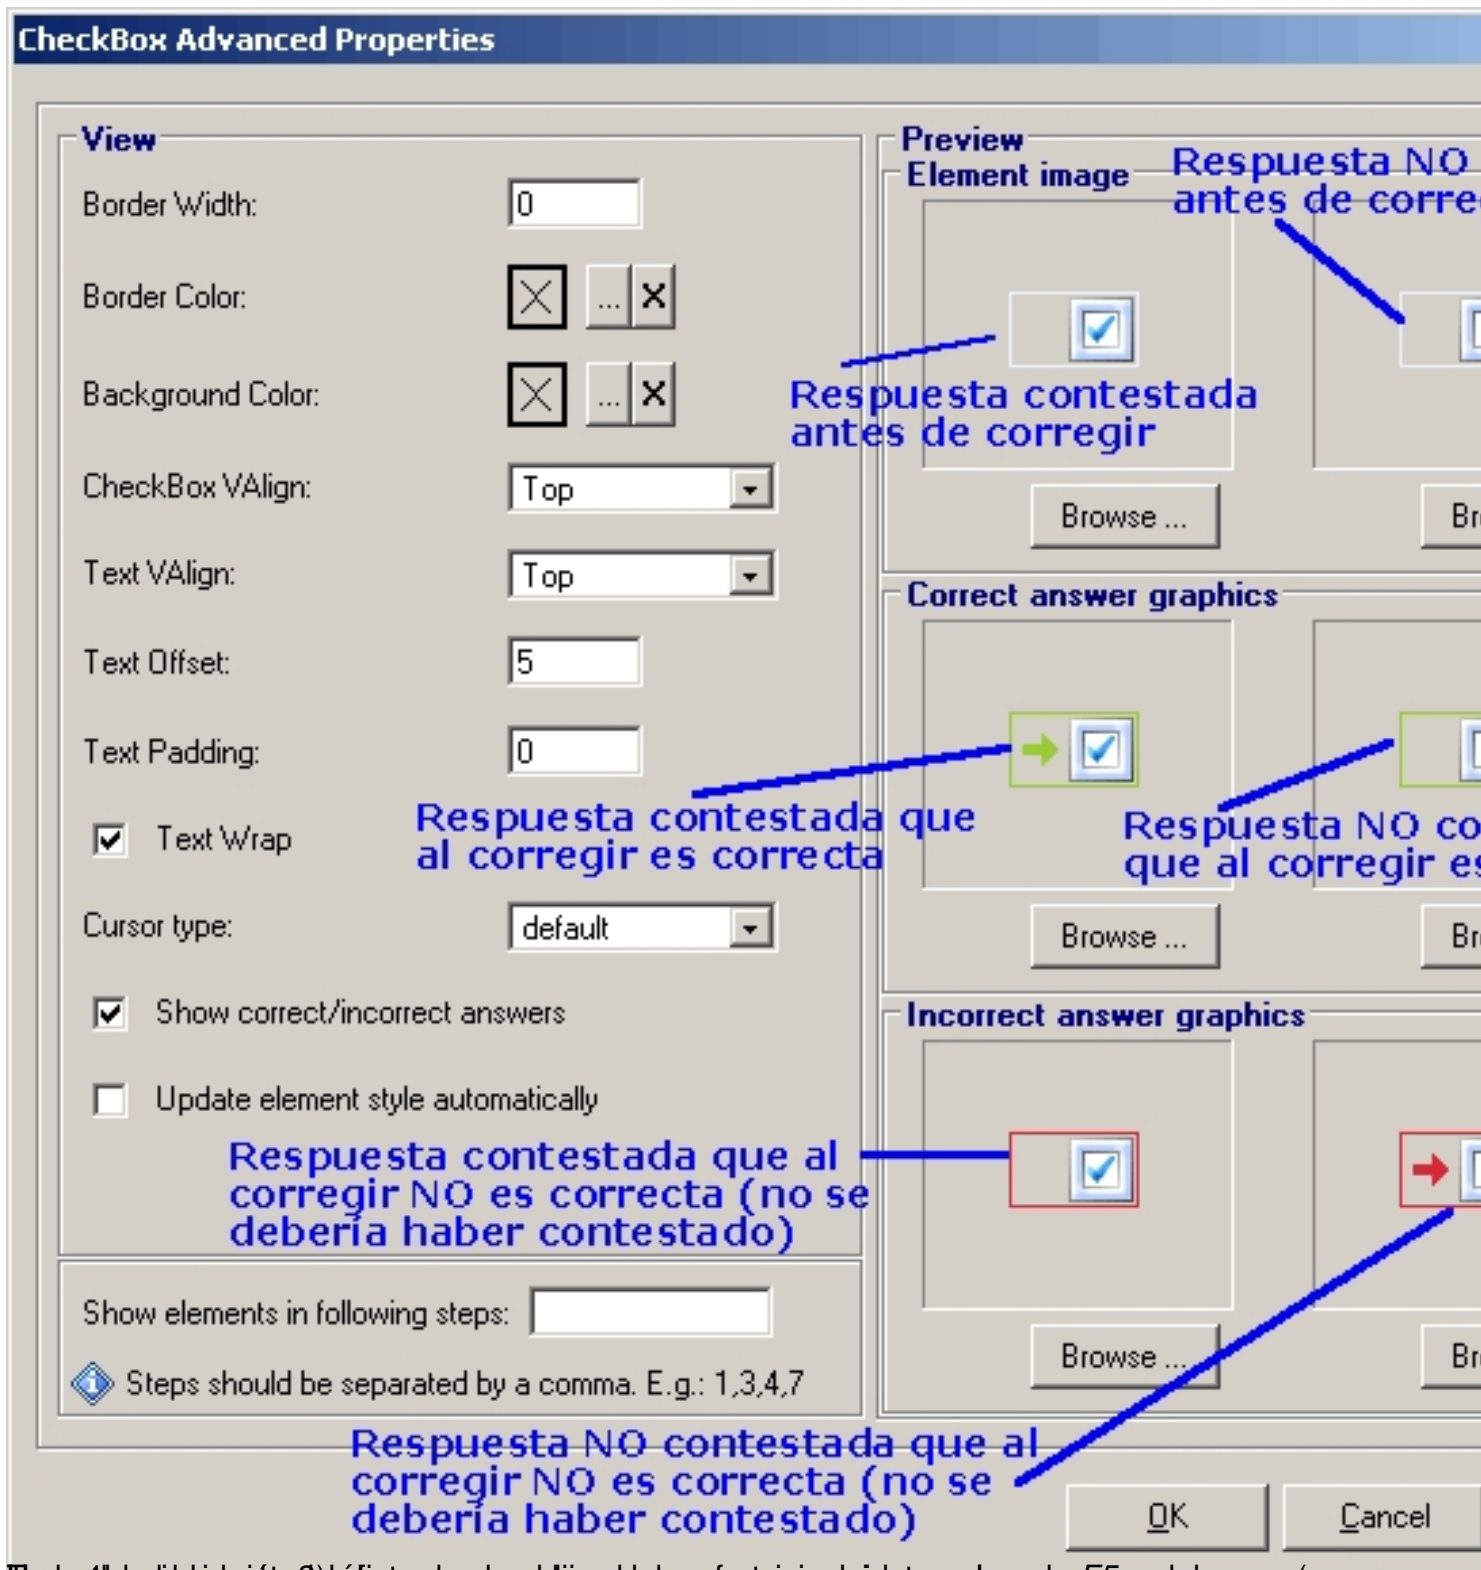 CheckBox Advanced Properties
View
Border Width: 0
Border Color: ...
Background Color: ...
CheckBox VAlign: Top
Text VAlign: Top
Text Offset: 5
Text Padding: 0
Text Wrap
Cursor type: default
Show correct/incorrect answers
Update element style automatically
Respuesta contestada que al
corregir NO es correcta (no se
debería haber contestado)
Show elements in following steps:
Steps should be separated by a comma. E.g.: 1,3,4,7
Preview
Element image
Respuesta NO
antes de
Respuesta contestada
antes de corregir
Browse ...
Correct answer graphics
Respuesta contestada que
al corregir es correcta
Respuesta NO
que al corregir
Browse ...
Incorrect answer graphics
Browse ...
Respuesta NO contestada que al
corregir NO es correcta (no se
debería haber contestado)
OK
Cancel